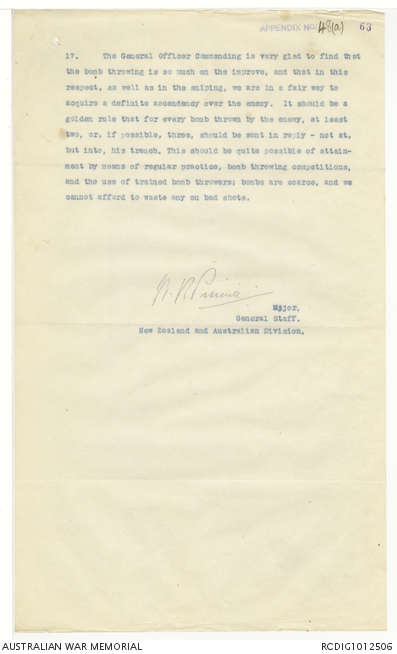 APPENDIX NO. 48(a) 63
17. The General Officer Commanding is very glad to find that
the bomb throwing is so much on the improve, and that in this
respect, as well as in the sniping, we are in a fair way to
acquire a definite ascendency over the enemy. It should be a
golden rule that for every bomb thrown by the enemy, at least
two, or, if possible, three, should be sent in reply - not at,
but into, his trench. This should be quite possible of attain-
ment by means of regular practice, bomb throwing competitions,
and the use of trained bomb throwers; bombs are scarce, and we
cannot afford to waste any on bad shots.
Major,
General Staff.
New Zealand and Australian Division.
AUSTRALIAN WAR MEMORIAL
RCDIG1012506